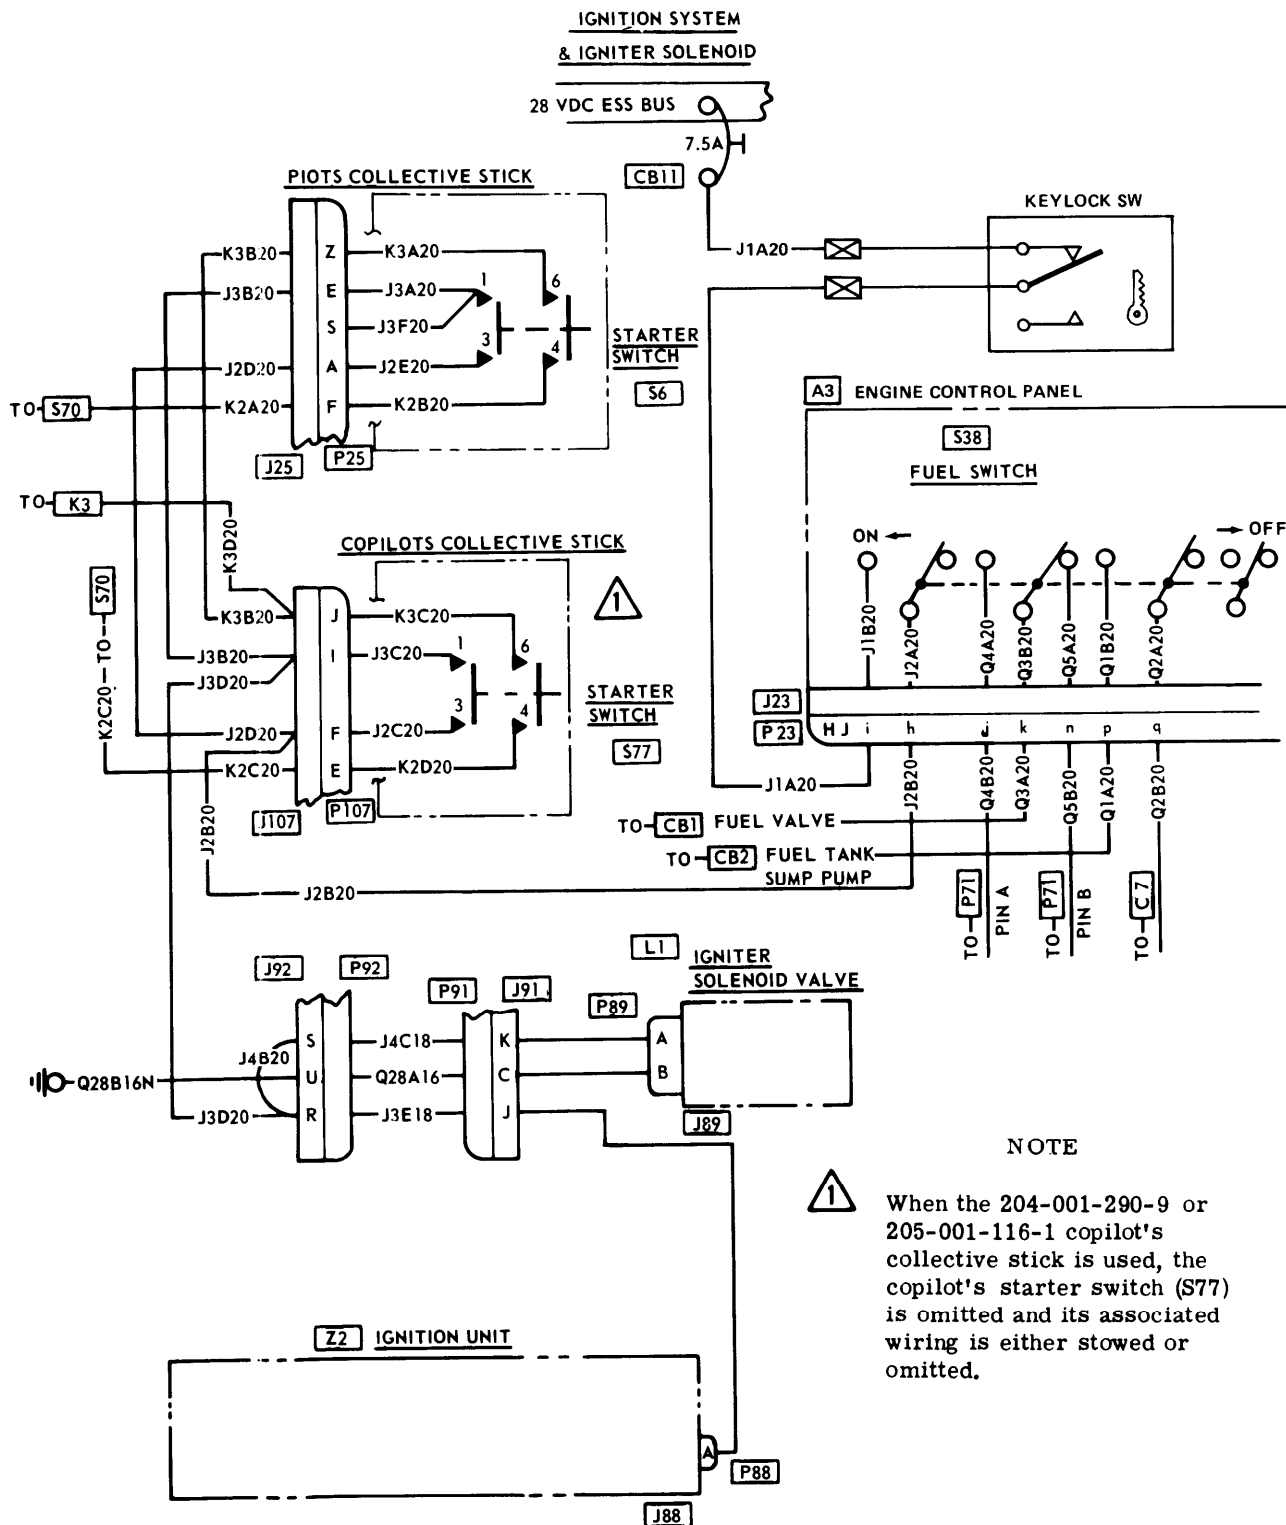 IGNITION SYSTEM
& IGNITER SOLENOID
28 VDC ESS BUS
7.5A
CB11
J1A20
KEYLOCK SW
PIOTS COLLECTIVE STICK
K3B20
Z
K3A20
J3B20
E
J3A20
S
J3F20
J2D20
A
J2E20
TO S70
K2A20
F
K2B20
1
6
3
4
STARTER
SWITCH
S6
J25
P25
TO K3
K3D20
COPILOTS COLLECTIVE STICK
1
S70
TO
K2C20
K3B20
J
K3C20
J3B20
I
J3C20
J3D20
J2D20
F
J2C20
K2C20
E
K2D20
1
6
3
4
STARTER
SWITCH
S77
J107
P107
J2B20
J2B20
A3 ENGINE CONTROL PANEL
S38
FUEL SWITCH
ON
OFF
J1B20
J2A20
Q4A20
Q3B20
Q5A20
Q1B20
Q2A20
J23
P23
H J i h j k n p q
J1A20
J2B20
Q4B20
Q3A20
Q5B20
Q1A20
Q2B20
TO CB1 FUEL VALVE
TO CB2 FUEL TANK
SUMP PUMP
TO P71
PIN A
TO P71
PIN B
TO C7
L1
IGNITER
SOLENOID VALVE
J92
P92
P91
J91
P89
J4B20
S
J4C18
K
A
Q28B16N
U
Q28A16
C
B
J3D20
R
J3E18
J
J89
NOTE
1
When the 204-001-290-9 or
205-001-116-1 copilot's
collective stick is used, the
copilot's starter switch (S77)
is omitted and its associated
wiring is either stowed or
omitted.
Z2 IGNITION UNIT
A
P88
J88